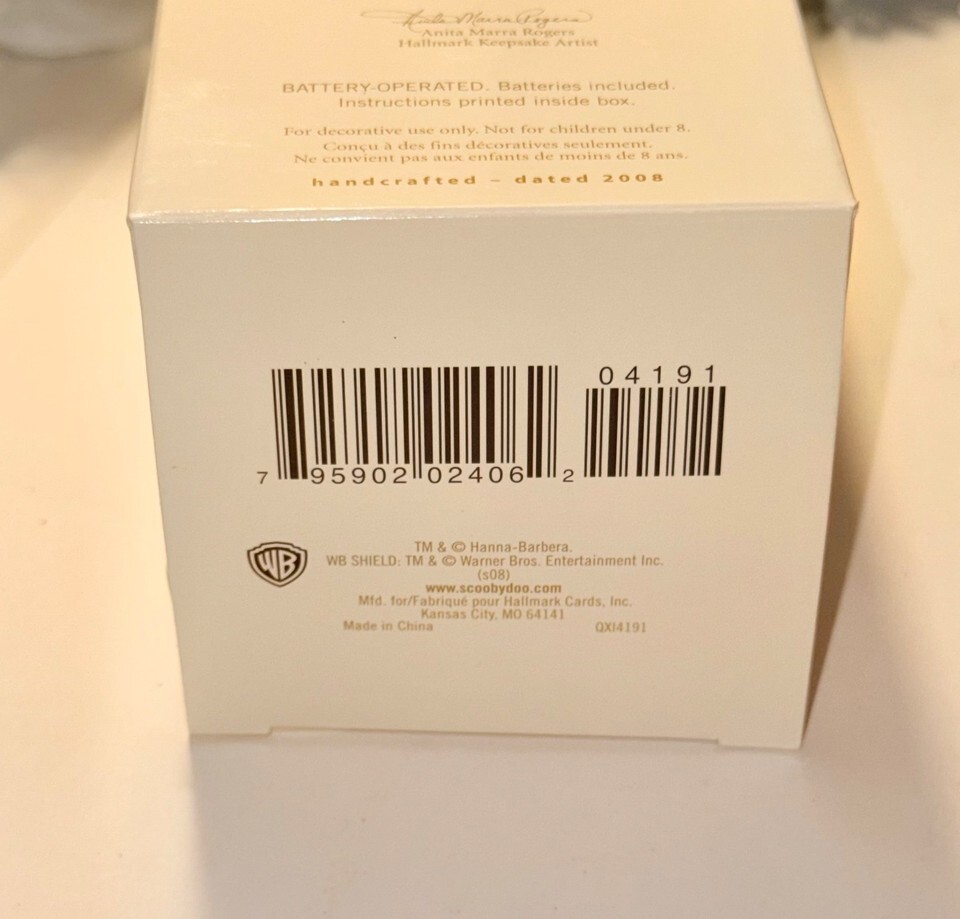 Anita Marra Rogers
Anita Marra Rogers
Hallmark Keepsake Artist
BATTERY-OPERATED. Batteries included.
Instructions printed inside box.
For decorative use only. Not for children under 8.
Conçu à des fins décoratives seulement.
Ne convient pas aux enfants de moins de 8 ans.
handcrafted – dated 2008
04191
7 95902 02406 2
WB
TM & © Hanna-Barbera.
WB SHIELD: TM & © Warner Bros. Entertainment Inc.
(s08)
www.scoobydoo.com
Mfd. for/Fabriqué pour Hallmark Cards, Inc.
Kansas City, MO 64141
Made in China QXI4191